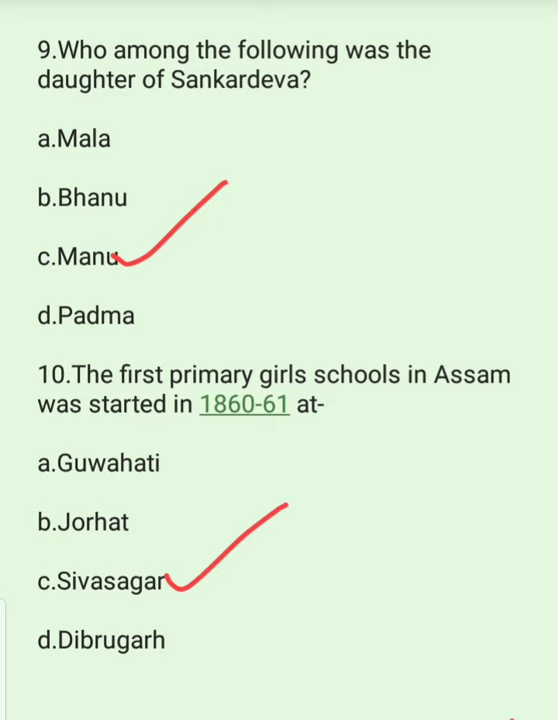 9.Who among the following was the
daughter of Sankardeva?
a.Mala
b.Bhanu
c.Manu
d.Padma
10.The first primary girls schools in Assam
was started in 1860-61 at-
a.Guwahati
b.Jorhat
c.Sivasagar
d.Dibrugarh